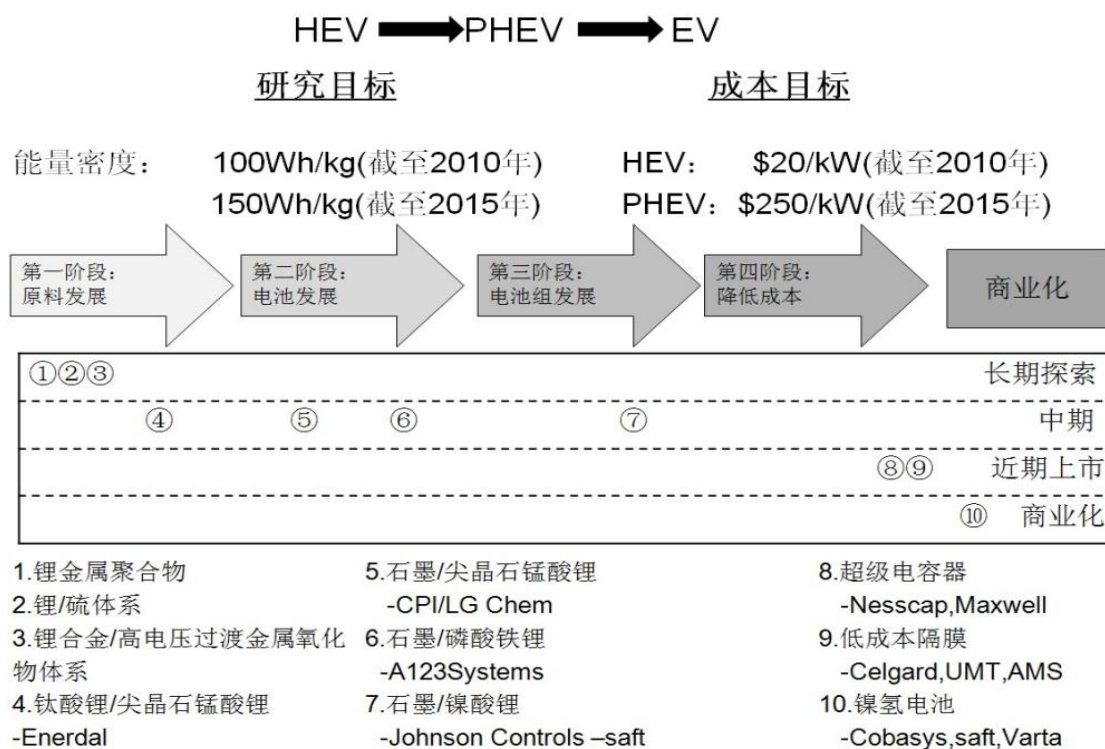 HEV PHEV EV
研究目标 成本目标
能量密度： 100Wh/kg(截至2010年) HEV： $20/kW(截至2010年)
150Wh/kg(截至2015年) PHEV：$250/kW(截至2015年)
第一阶段：
原料发展
第二阶段：
电池发展
第三阶段：
电池组发展
第四阶段：
降低成本
商业化
①②③ 长期探索
④ ⑤ ⑥ ⑦ 中期
⑧⑨ 近期上市
⑩ 商业化
1.锂金属聚合物
2.锂/硫体系
3.锂合金/高电压过渡金属氧化
物体系
4.钛酸锂/尖晶石锰酸锂
-Enerdal
5.石墨/尖晶石锰酸锂
-CPI/LG Chem
6.石墨/磷酸铁锂
-A123Systems
7.石墨/镍酸锂
-Johnson Controls –saft
8.超级电容器
-Nesscap,Maxwell
9.低成本隔膜
-Celgard,UMT,AMS
10.镍氢电池
-Cobasys,saft,Varta